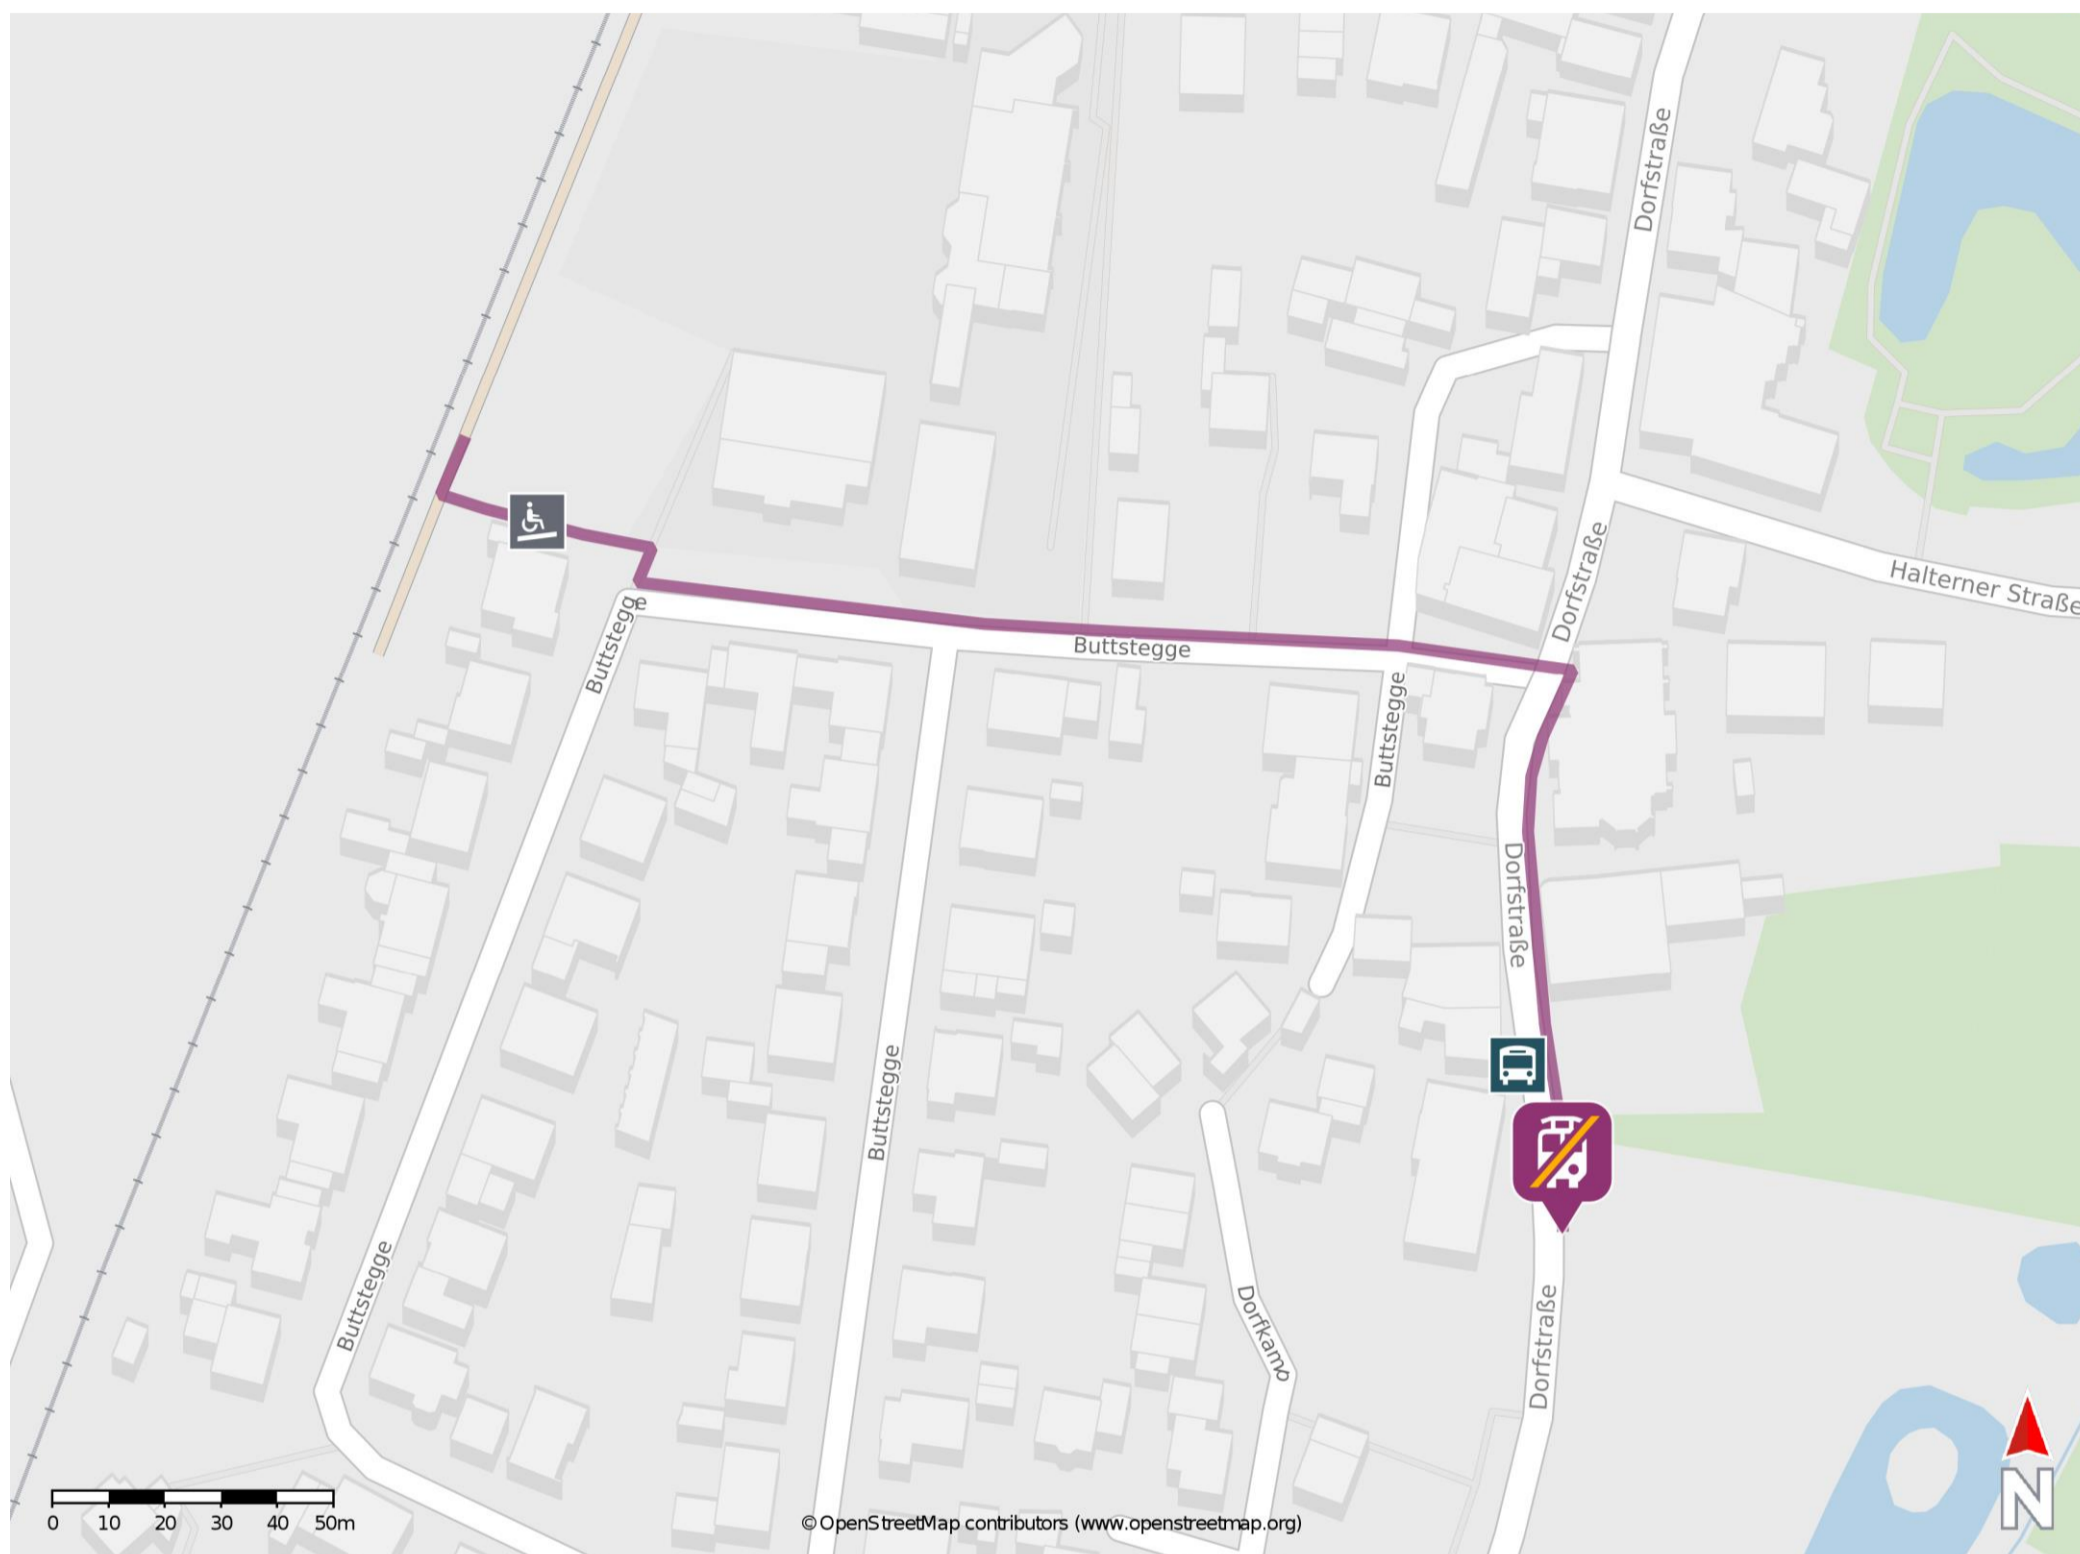 Dorfstraße
Dorfstraße
Halterner Straße
Buttstegge
Buttstegge
Buttstegge
Dorfstraße
Buttstegge
Buttstegge
Dorfkamp
Dorfstraße
0 10 20 30 40 50m
© OpenStreetMap contributors (www.openstreetmap.org)
N